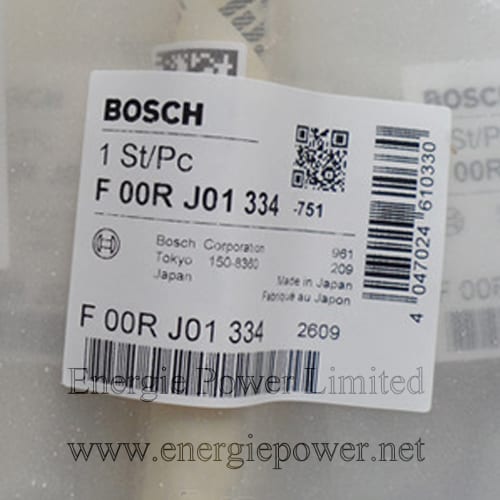 BOSCH
1 St/Pc
F 00R J01 334 -751
Bosch Corporation
Tokyo 150-8360
Japan
961
209
Made in Japan
Fabriqué au Japon
4 047024 610330
F 00R J01 334 2609
BOSCH
St/P
00R
F 00R
Energie Power Limited
www.energiepower.net